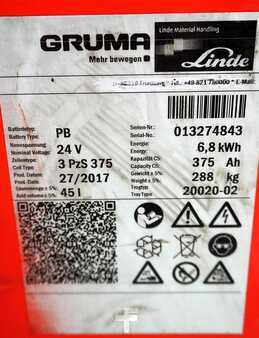 GRUMA
Mehr bewegen
Linde Material Handling
Linde
Batterietyp: PB
Battery Type:
Nennspannung: 24 V
Nominal Voltage:
Zellentype: 3 PzS 375
Cell Type:
Prod. Datum: 27/2017
Prod. Date:
45 l
Serien-Nr.: 013274843
Serial-No.:
Energie: 6,8 kWh
Energy:
Kapazität C5: 375 Ah
Capacity C5:
Gewicht ± 5%: 288 kg
Weight ± 5%:
Trogtyp: 20020-02
Tray Type: